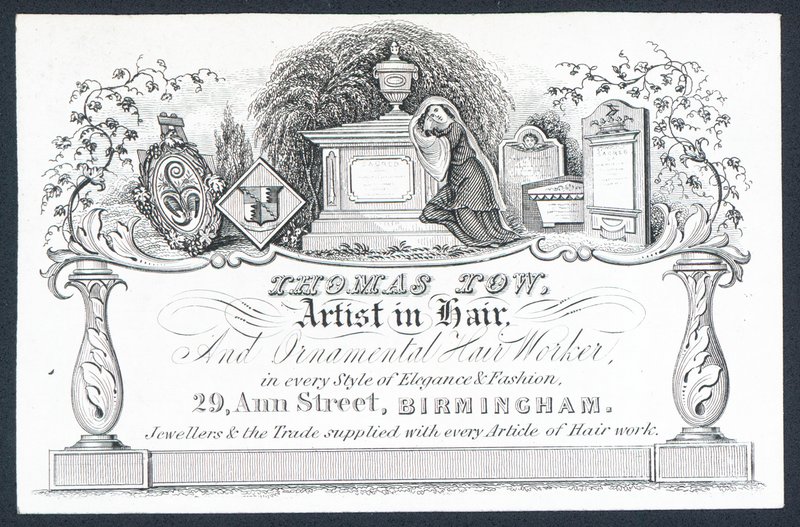 THOMAS TOW,
Artist in Hair,
And Ornamental Hair Worker,
in every Style of Elegance & Fashion,
29, Ann Street, BIRMINGHAM.
Jewellers & the Trade supplied with every Article of Hair work.